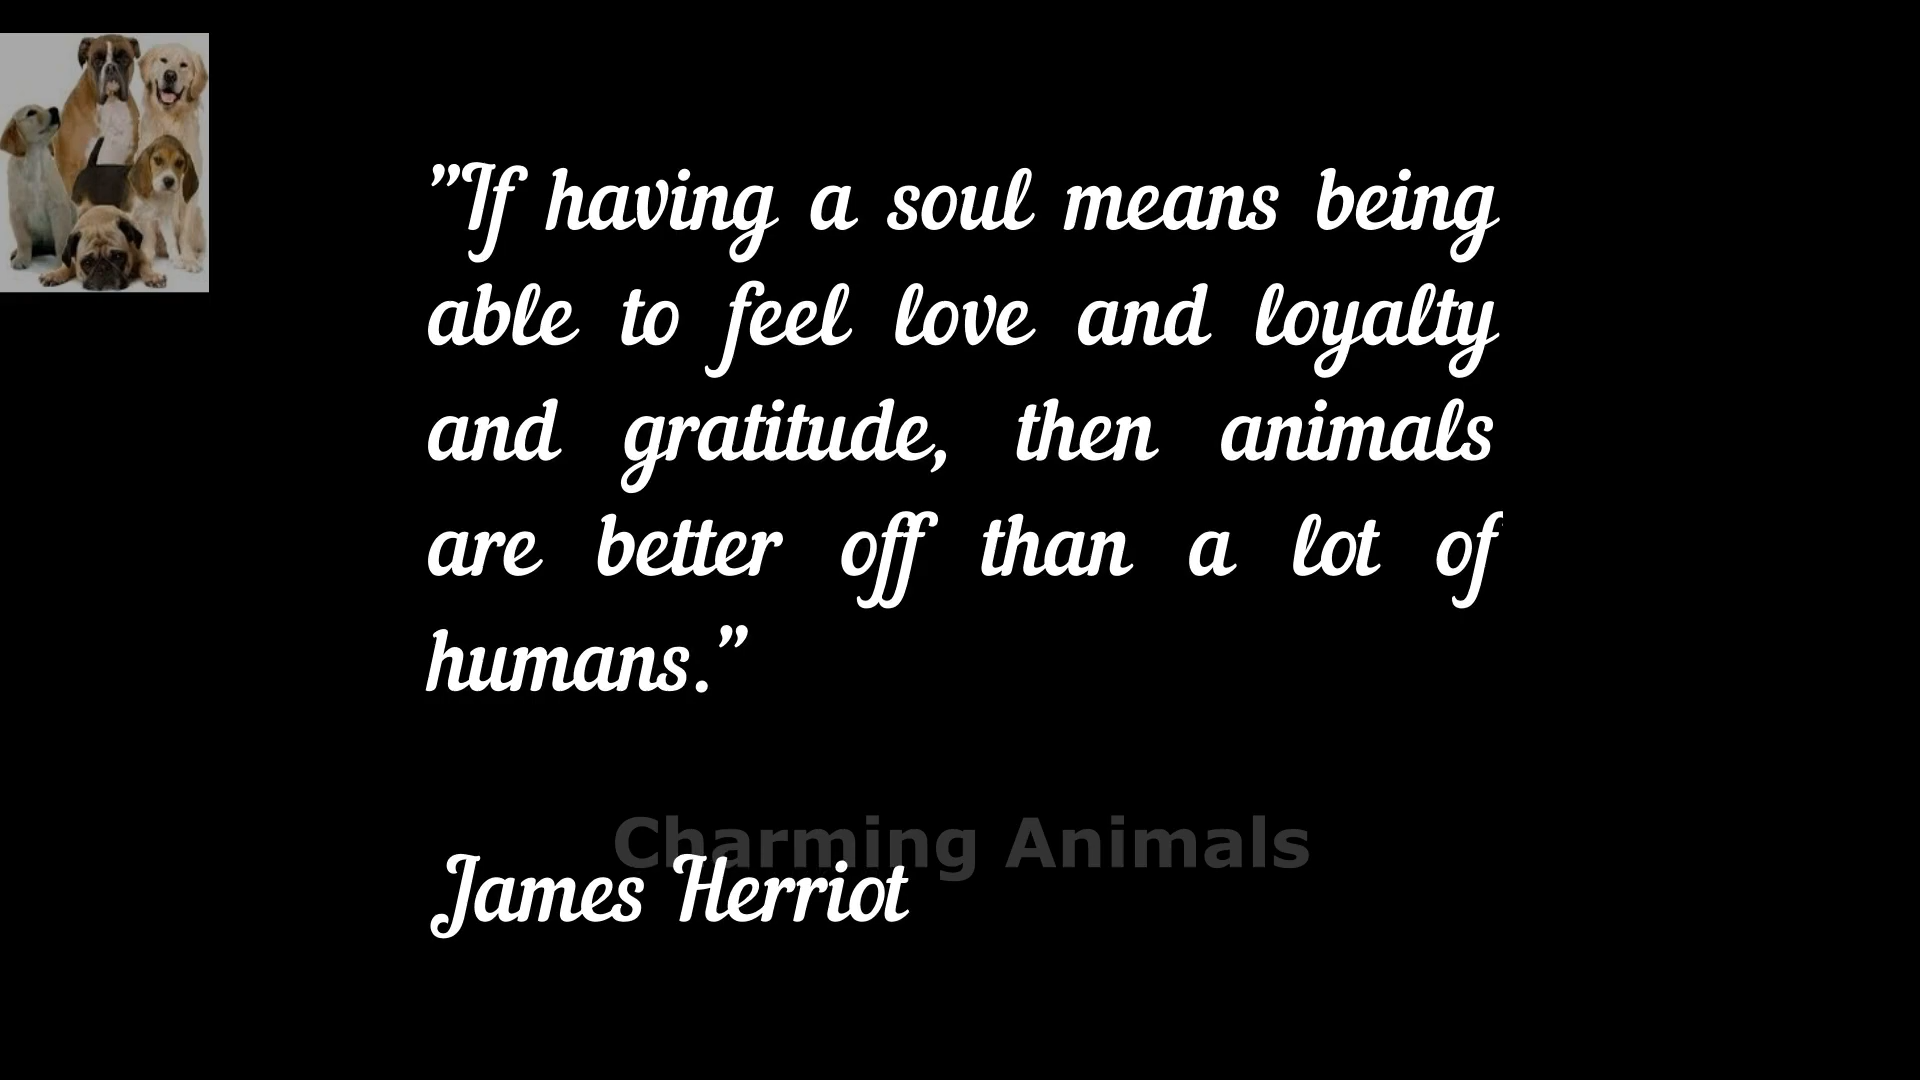 ”If having a soul means being
able to feel love and loyalty
and gratitude, then animals
are better off than a lot of
humans.”
Charming Animals
James Herriot